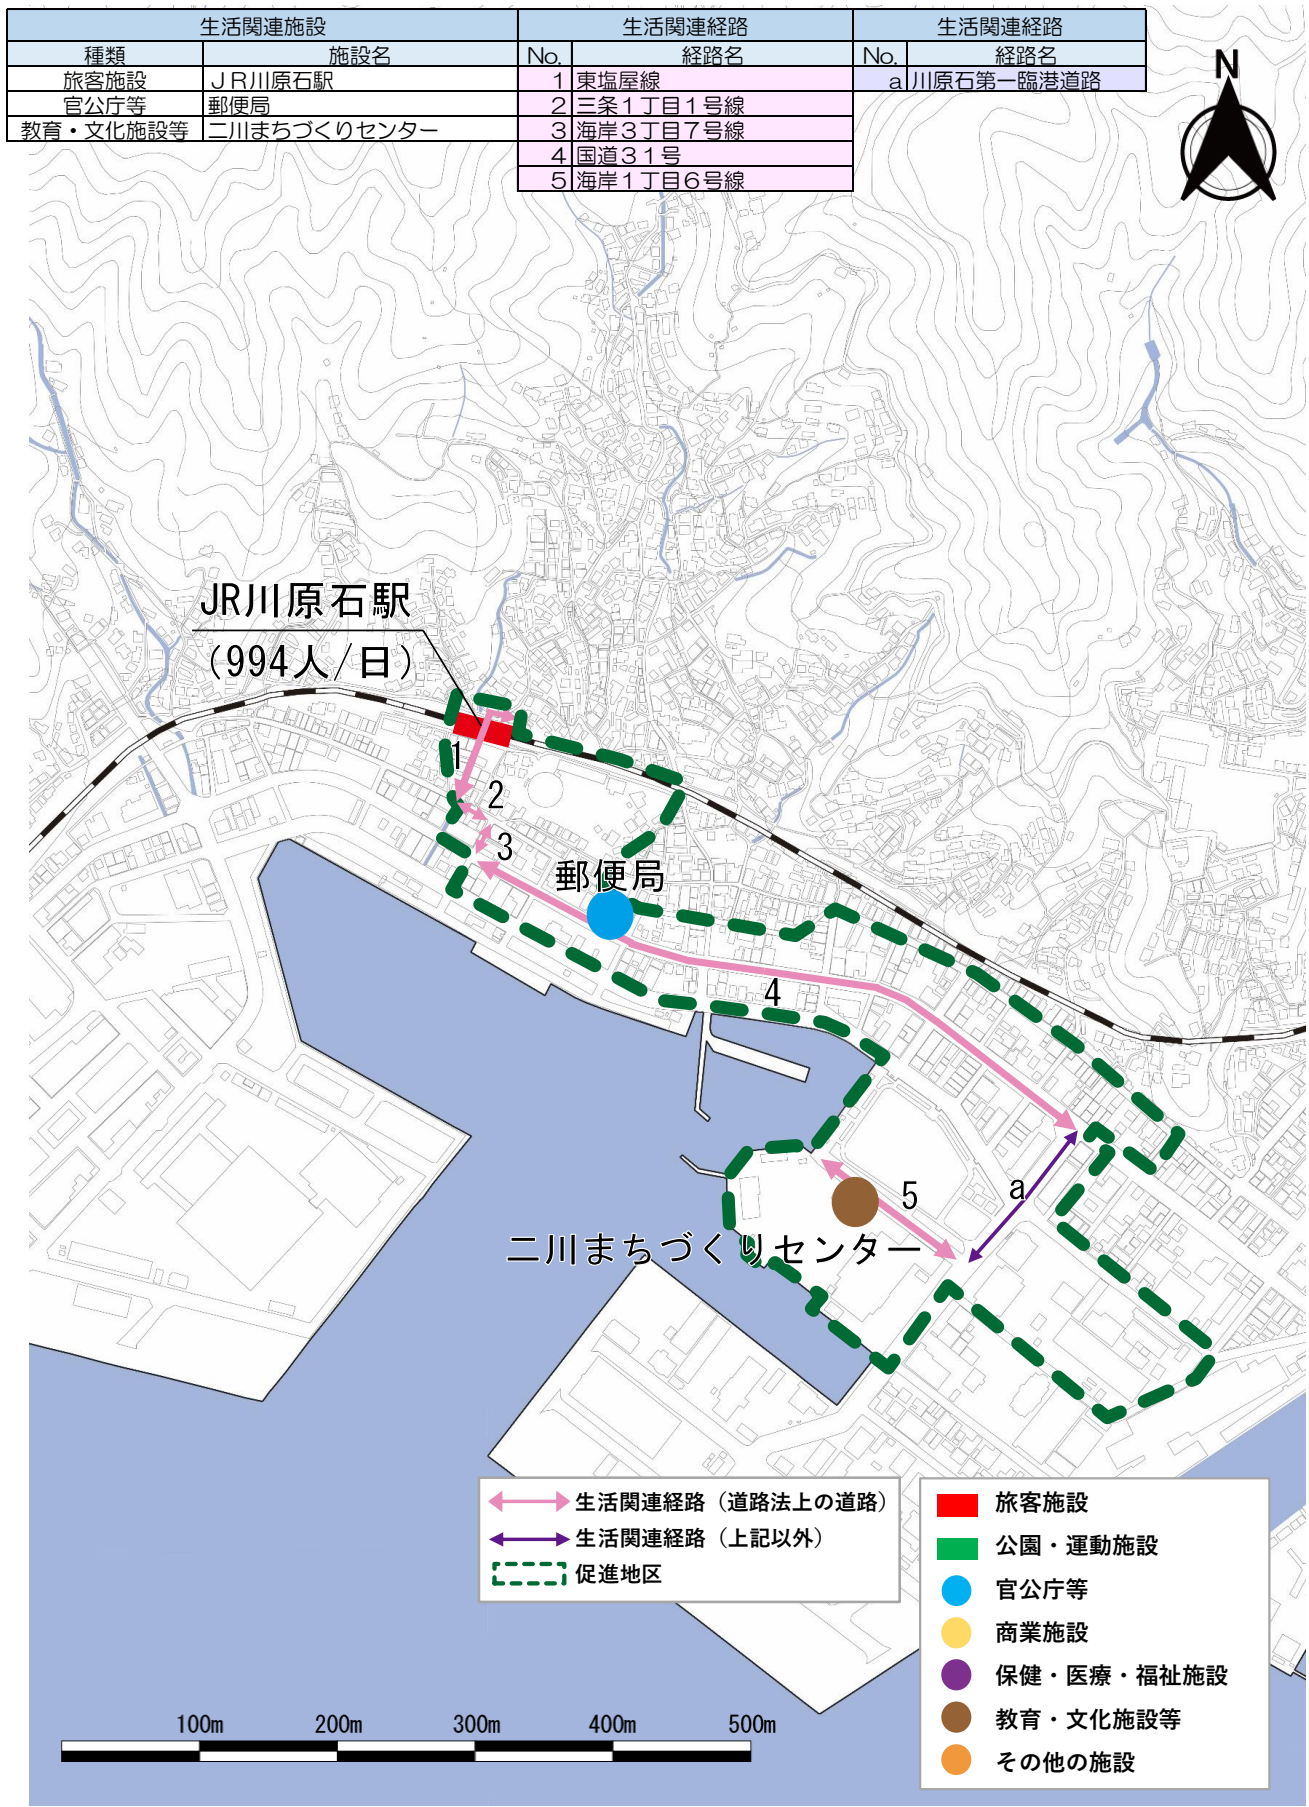 生活関連施設 生活関連経路 生活関連経路
種類 施設名 No. 経路名 No. 経路名
旅客施設 ＪＲ川原石駅 1 東塩屋線 a 川原石第一臨港道路
官公庁等 郵便局 2 三条１丁目１号線
教育・文化施設等 二川まちづくりセンター 3 海岸３丁目７号線
4 国道３１号
5 海岸１丁目６号線
N
JR川原石駅
(994人/日)
1
2
3
郵便局
4
5
a
二川まちづくりセンター
生活関連経路（道路法上の道路）
生活関連経路（上記以外）
促進地区
旅客施設
公園・運動施設
官公庁等
商業施設
保健・医療・福祉施設
教育・文化施設等
その他の施設
100m 200m 300m 400m 500m